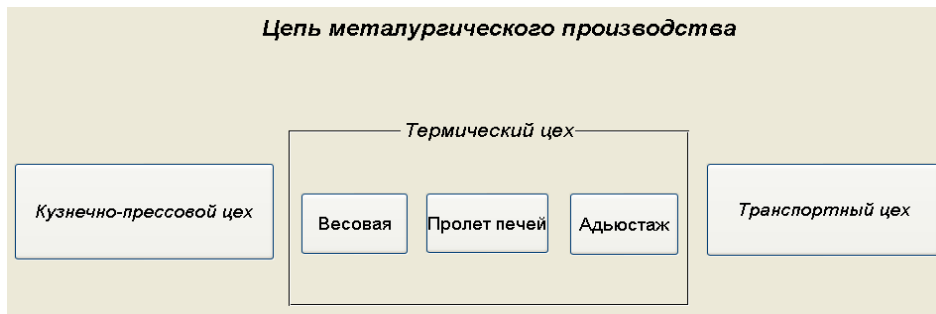 Цепь металургического производства
Термический цех
Кузнечно-прессовой цех
Весовая
Пролет печей
Адьюстаж
Транспортный цех